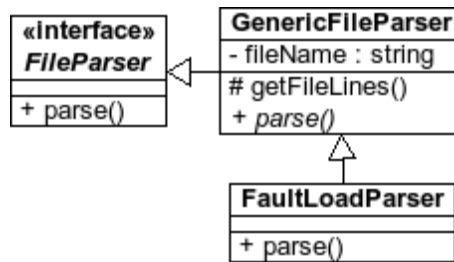 «interface»
FileParser
+ parse()
GenericFileParser
- fileName : string
# getFileLines()
+ parse()
FaultLoadParser
+ parse()